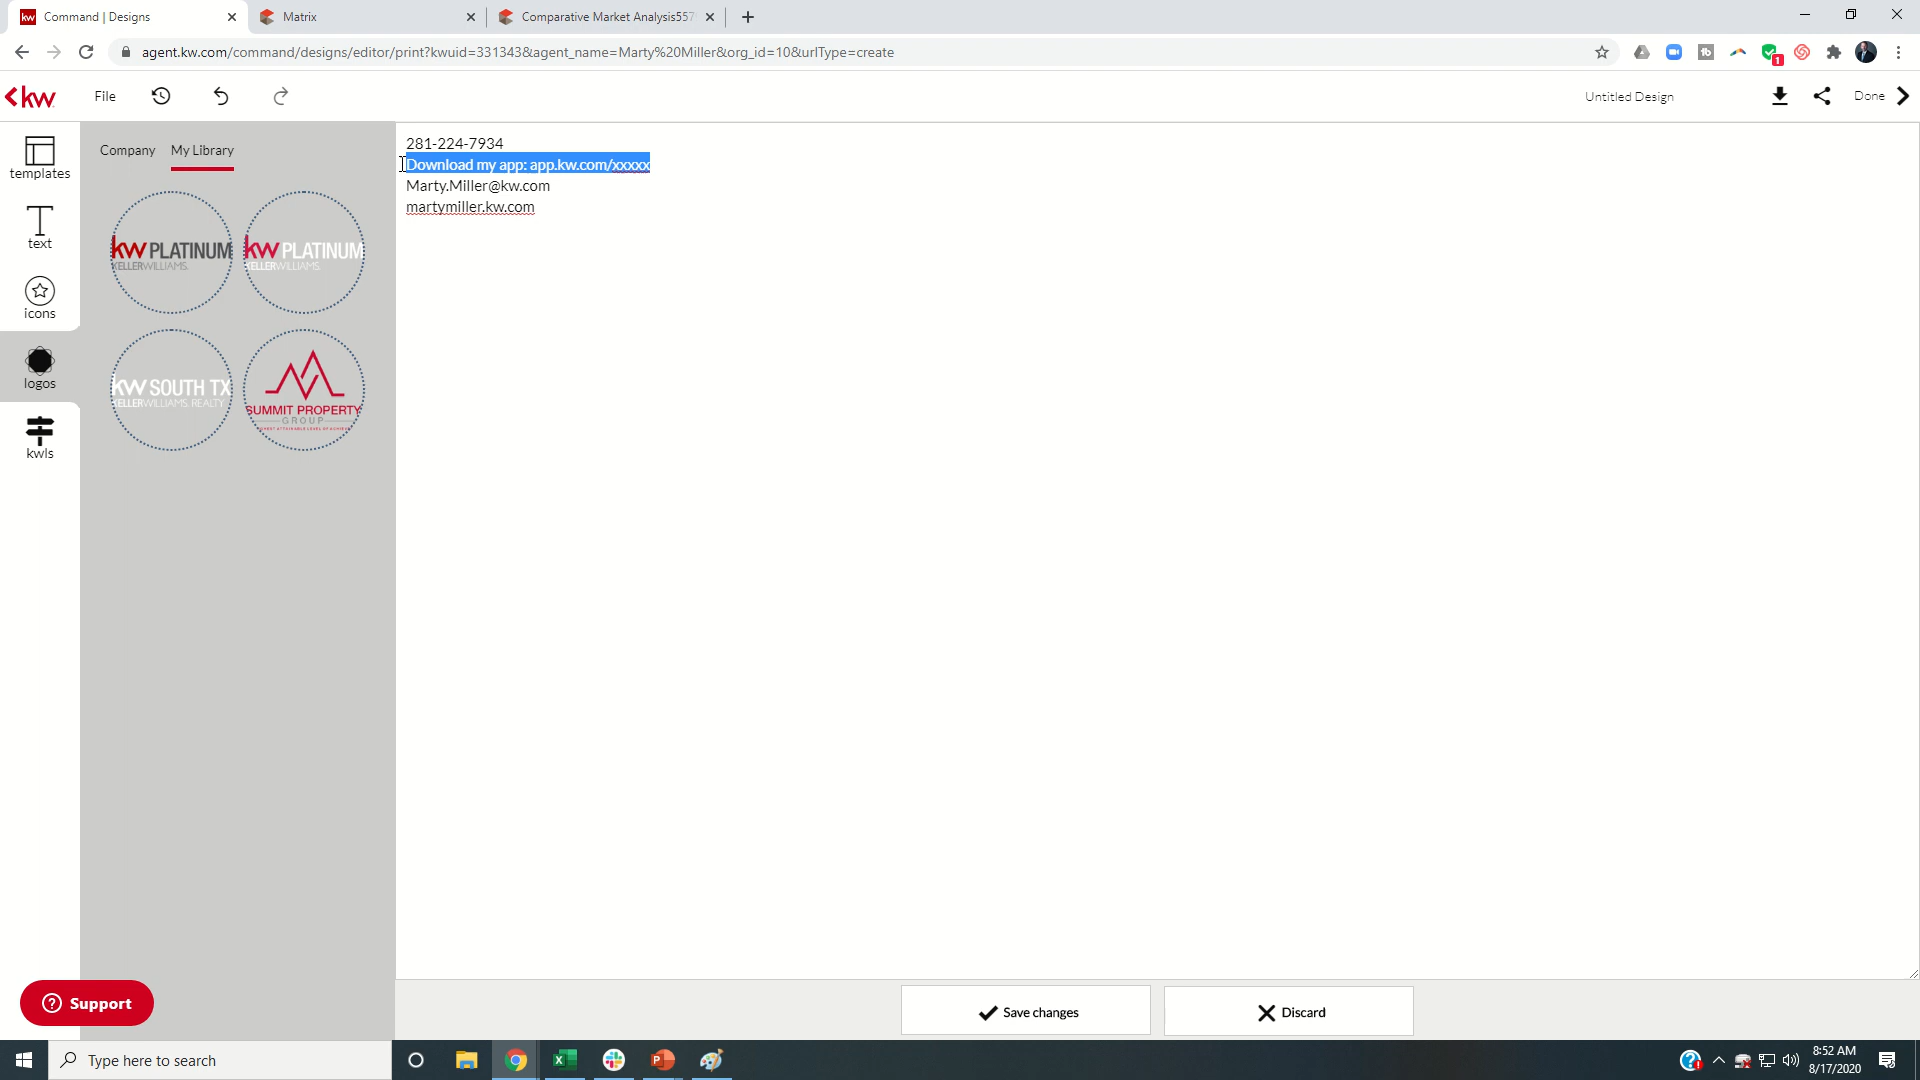 Command | Designs
Matrix
Comparative Market Analysis557
agent.kw.com/command/designs/editor/print?kwuid=331343&agent_name=Marty%20Miller&org_id=10&urlType=create
1
kw
File
Untitled Design
Done
templates
text
icons
logos
kwls
Company
My Library
kw PLATINUM
KELLERWILLIAMS.
kw PLATINUM
KELLERWILLIAMS.
kw SOUTH TX
KELLERWILLIAMS. REALTY
SUMMIT PROPERTY
GROUP
281-224-7934
Download my app: app.kw.com/xxxxx
Marty.Miller@kw.com
martymiller.kw.com
Support
Save changes
Discard
Type here to search
8:52 AM
8/17/2020